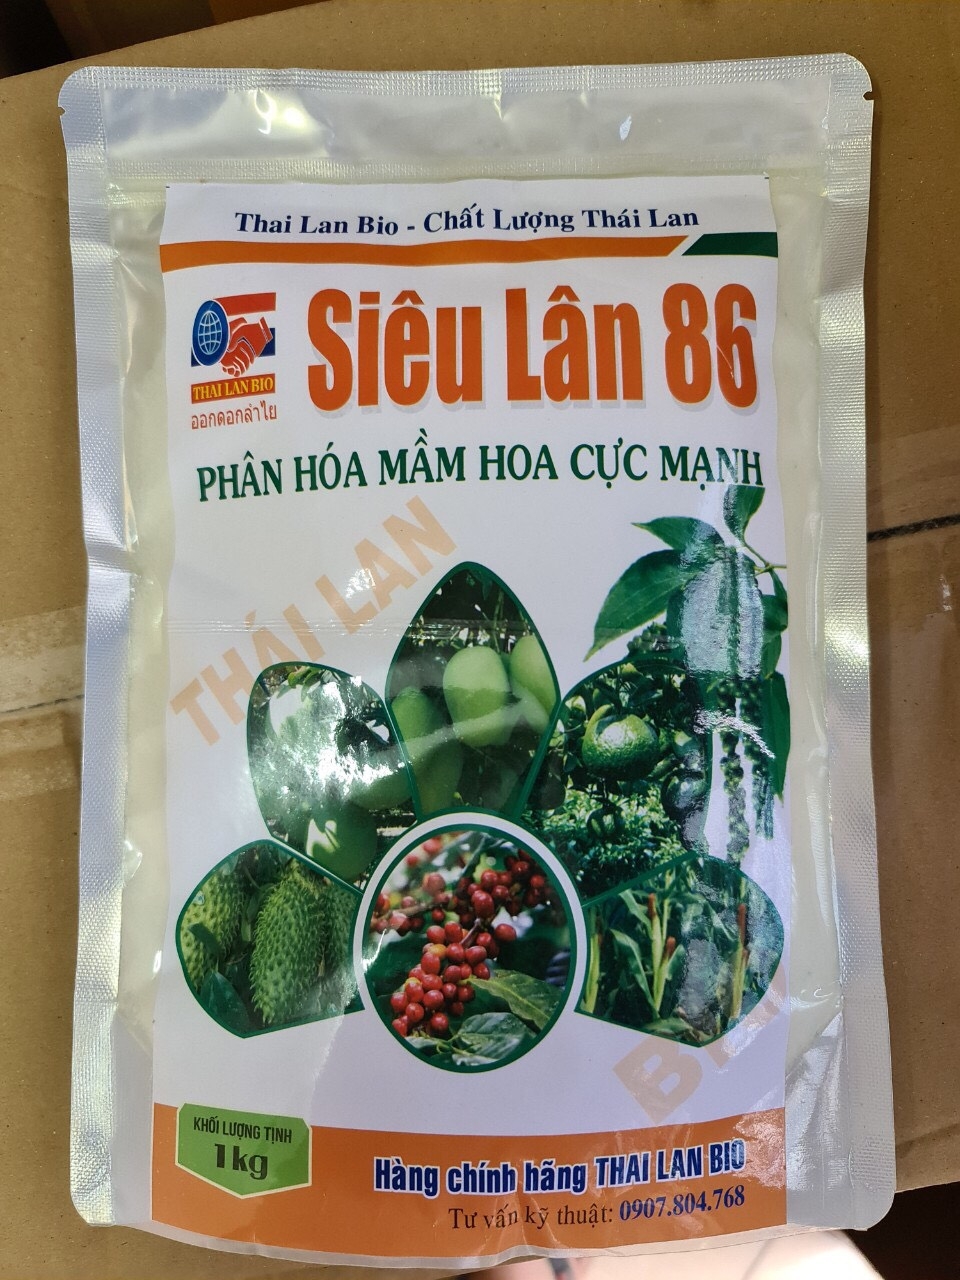 Thai Lan Bio - Chất Lượng Thái Lan
THAI LAN BIO
ออกดอกลำไย
Siêu Lân 86
PHÂN HÓA MẦM HOA CỰC MẠNH
THÁI LAN
KHỐI LƯỢNG TỊNH
1kg
Hàng chính hãng THAI LAN BIO
Tư vấn kỹ thuật: 0907.804.768